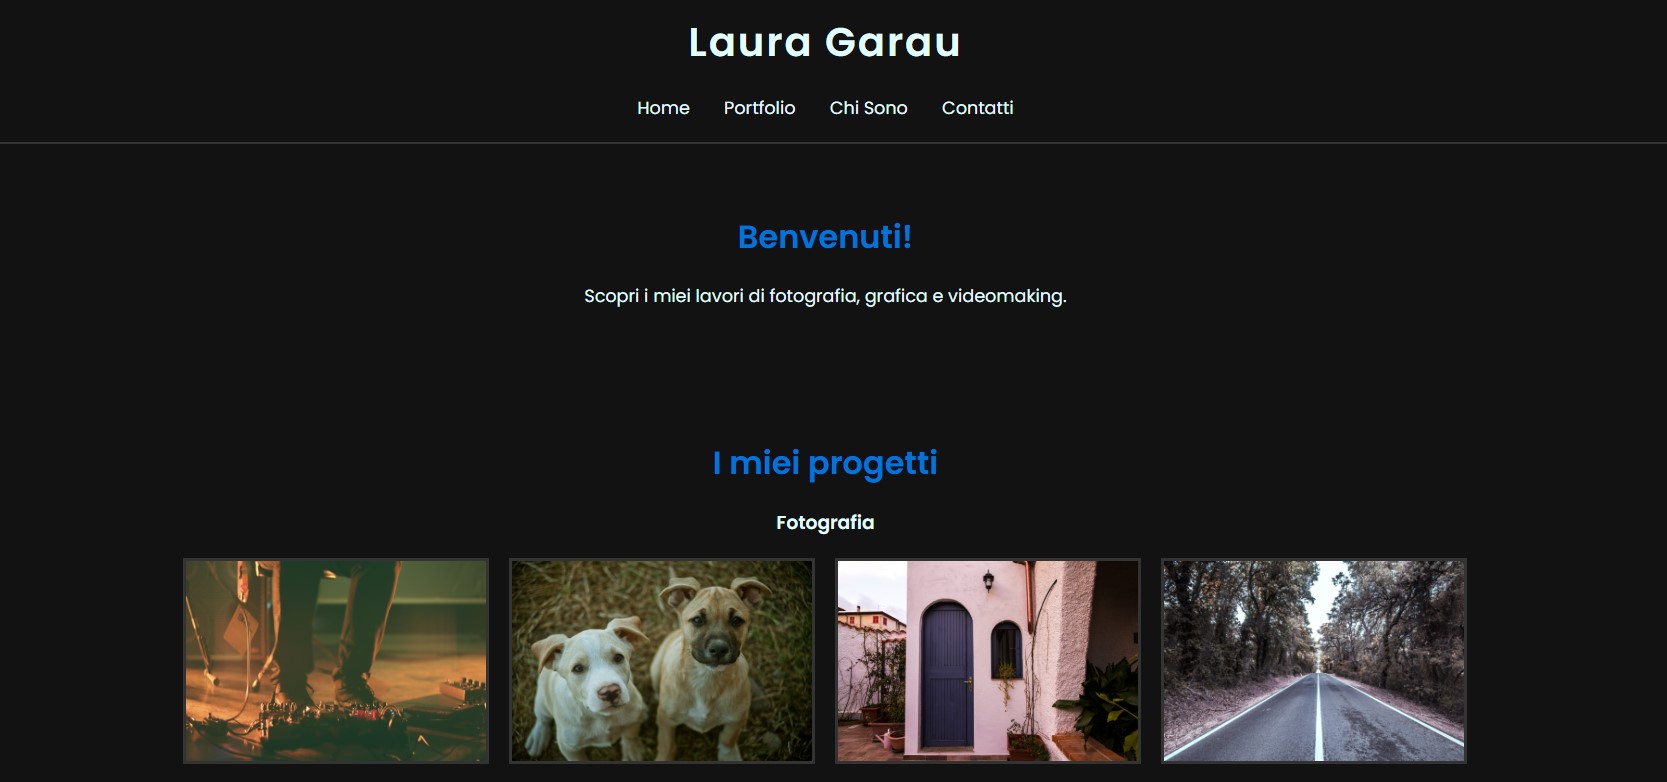 Laura Garau
Home Portfolio Chi Sono Contatti
Benvenuti!
Scopri i miei lavori di fotografia, grafica e videomaking.
I miei progetti
Fotografia